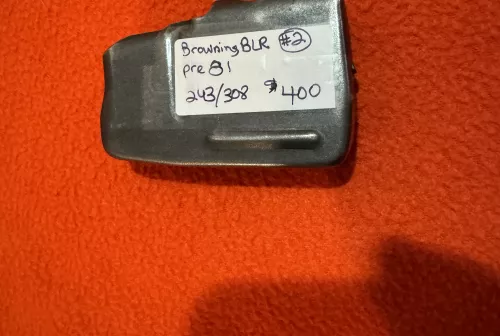 Browning BLR #2
pre 81
243/308 $400